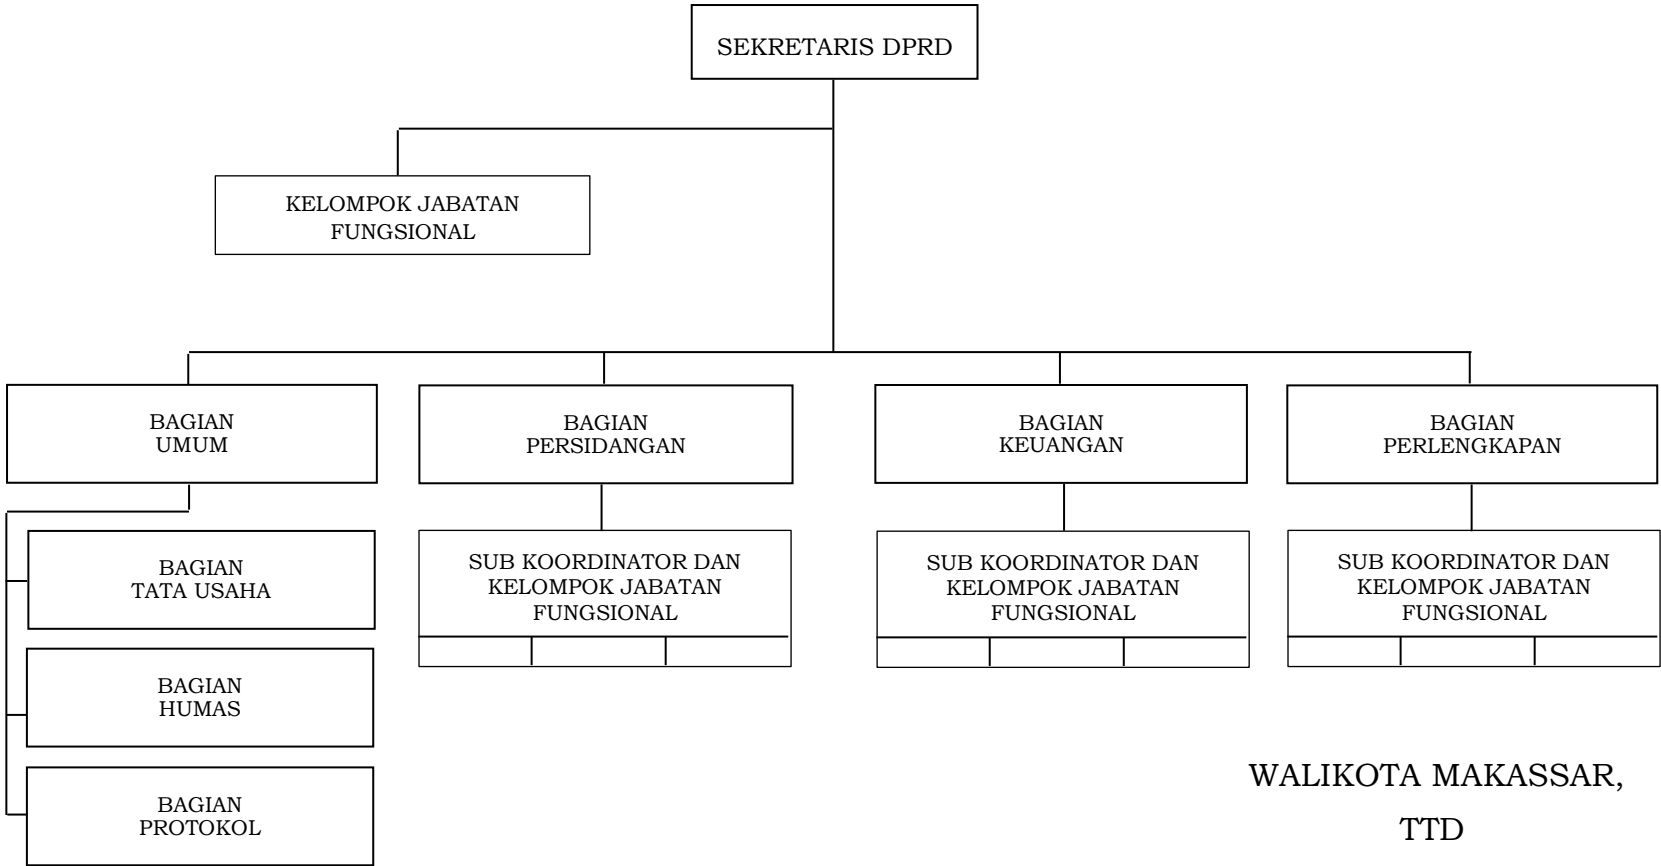 SEKRETARIS DPRD
KELOMPOK JABATAN
FUNGSIONAL
BAGIAN
UMUM
BAGIAN
PERSIDANGAN
BAGIAN
KEUANGAN
BAGIAN
PERLENGKAPAN
BAGIAN
TATA USAHA
BAGIAN
HUMAS
BAGIAN
PROTOKOL
SUB KOORDINATOR DAN
KELOMPOK JABATAN
FUNGSIONAL
SUB KOORDINATOR DAN
KELOMPOK JABATAN
FUNGSIONAL
SUB KOORDINATOR DAN
KELOMPOK JABATAN
FUNGSIONAL
WALIKOTA MAKASSAR,
TTD